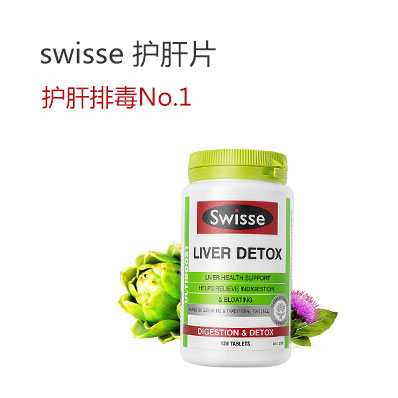 swisse 护肝片
护肝排毒No.1
Swisse
ULTIBOOST
LIVER DETOX
LIVER HEALTH SUPPORT
HELPS RELIEVE INDIGESTION
& BLOATING
DIGESTION & DETOX
120 TABLETS